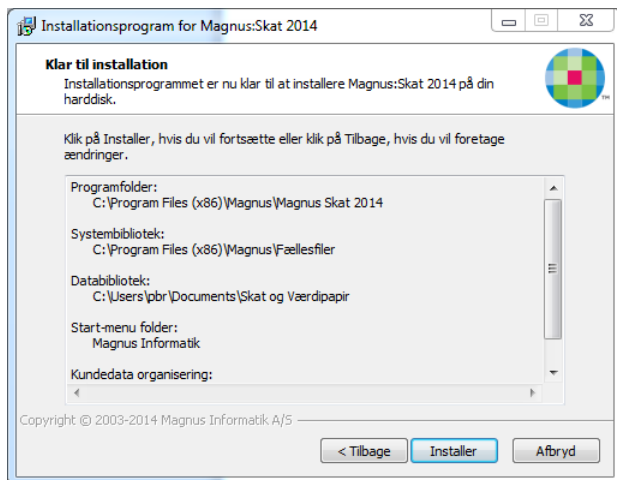 Installationsprogram for Magnus:Skat 2014
Klar til installation
Installationsprogrammet er nu klar til at installere Magnus:Skat 2014 på din
harddisk.
TM
Klik på Installer, hvis du vil fortsætte eller klik på Tilbage, hvis du vil foretage
ændringer.
Programfolder:
C:\Program Files (x86)\Magnus\Magnus Skat 2014
Systembibliotek:
C:\Program Files (x86)\Magnus\Fællesfiler
Databibliotek:
C:\Users\pbr\Documents\Skat og Værdipapir
Start-menu folder:
Magnus Informatik
Kundedata organisering:
Copyright © 2003-2014 Magnus Informatik A/S
< Tilbage
Installer
Afbryd